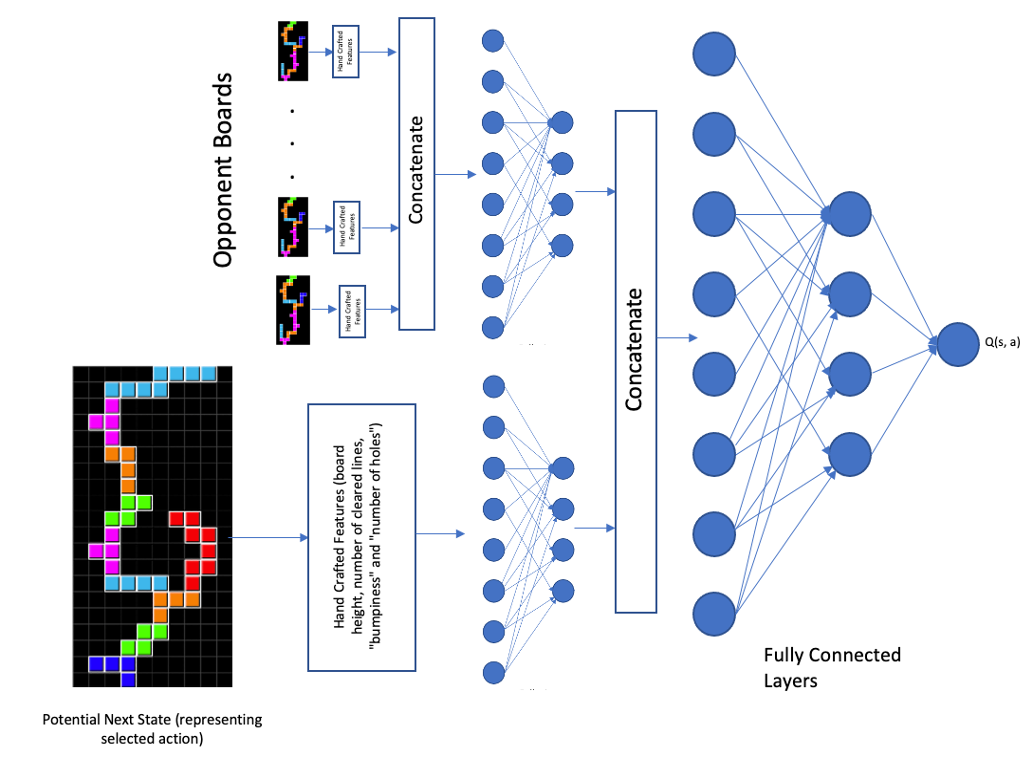 Opponent Boards
Hand Crafted
Features
Hand Crafted
Features
Hand Crafted
Features
Concatenate
Concatenate
Hand Crafted Features (board
height, number of cleared lines,
"bumpiness" and "number of holes")
Q(s, a)
Fully Connected
Layers
Potential Next State (representing
selected action)